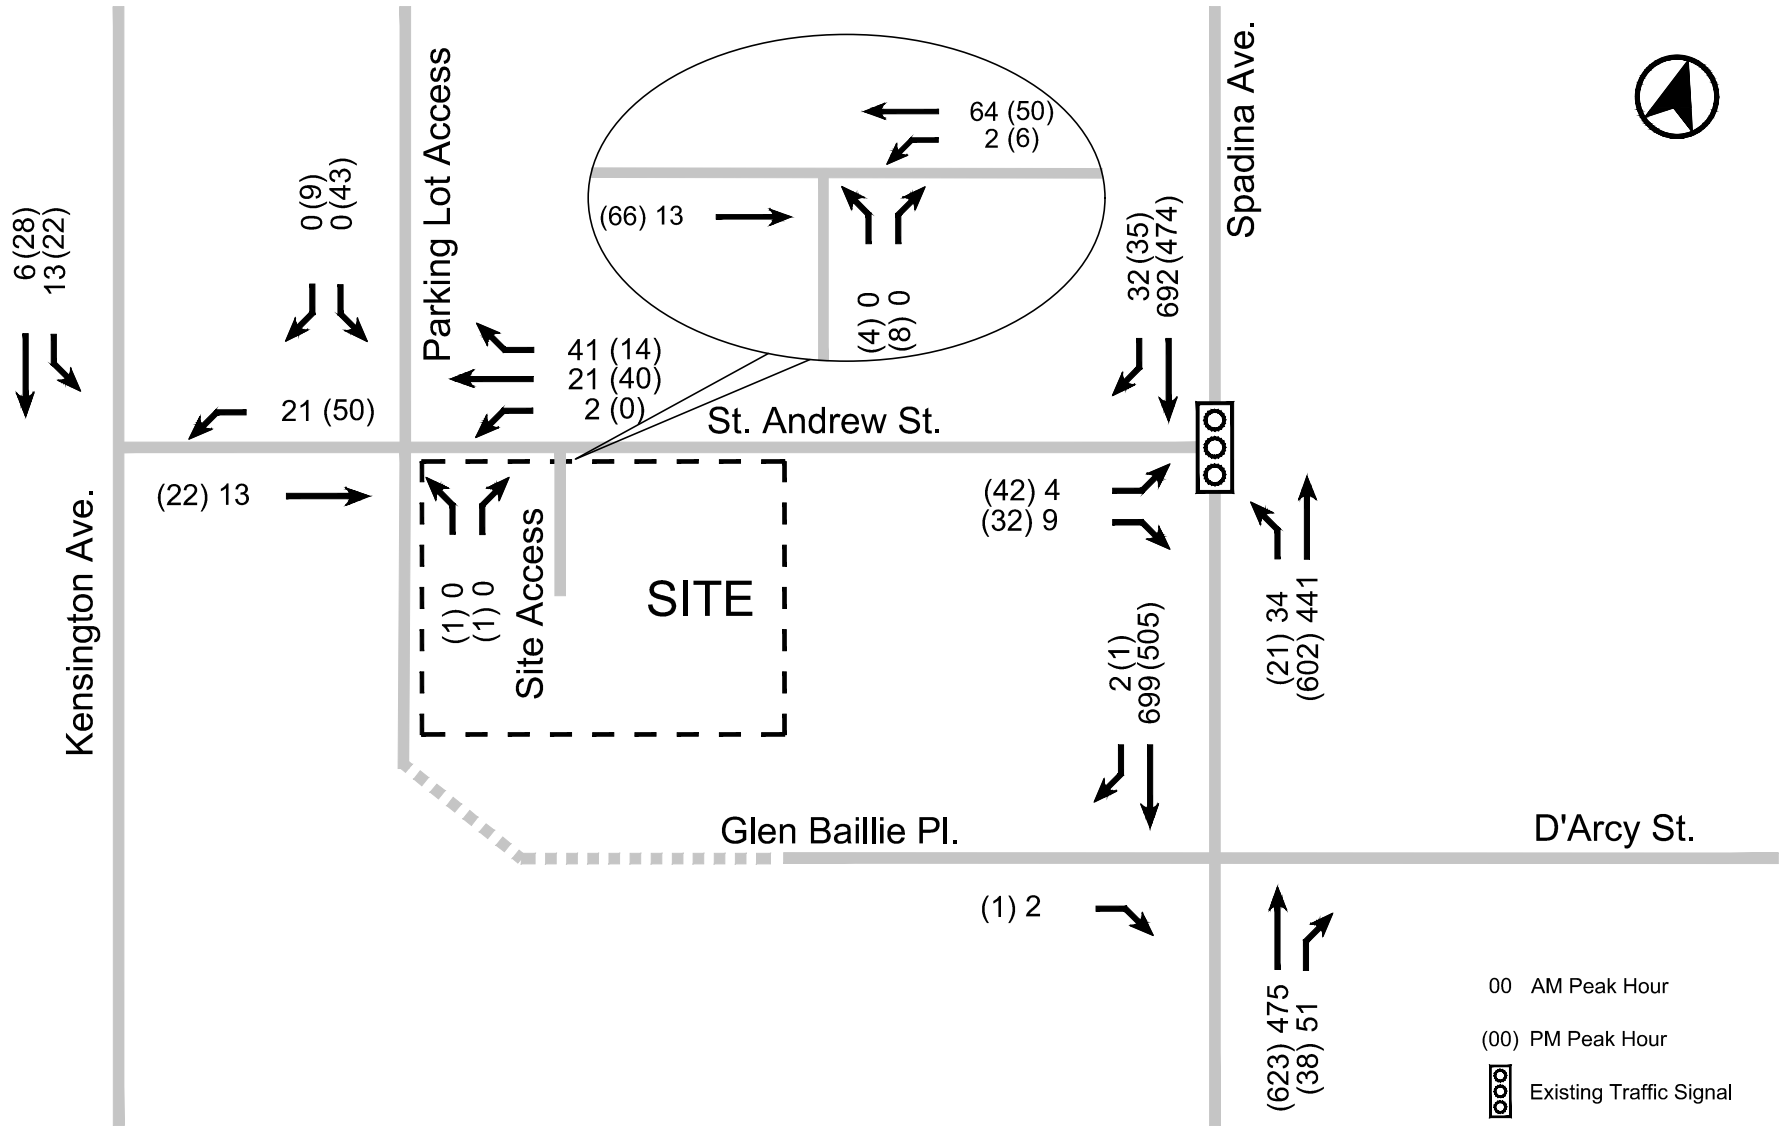 Kensington Ave.
Parking Lot Access
Spadina Ave.
64 (50)
2 (6)
(66) 13
(4) 0
(8) 0
6 (28)
13 (22)
0 (9)
0 (43)
32 (35)
692 (474)
41 (14)
21 (40)
2 (0)
21 (50)
St. Andrew St.
(22) 13
(42) 4
(32) 9
(1) 0
(1) 0
Site Access
SITE
(21) 34
(602) 441
2 (1)
699 (505)
Glen Baillie Pl.
D'Arcy St.
(1) 2
(623) 475
(38) 51
00 AM Peak Hour
(00) PM Peak Hour
Existing Traffic Signal